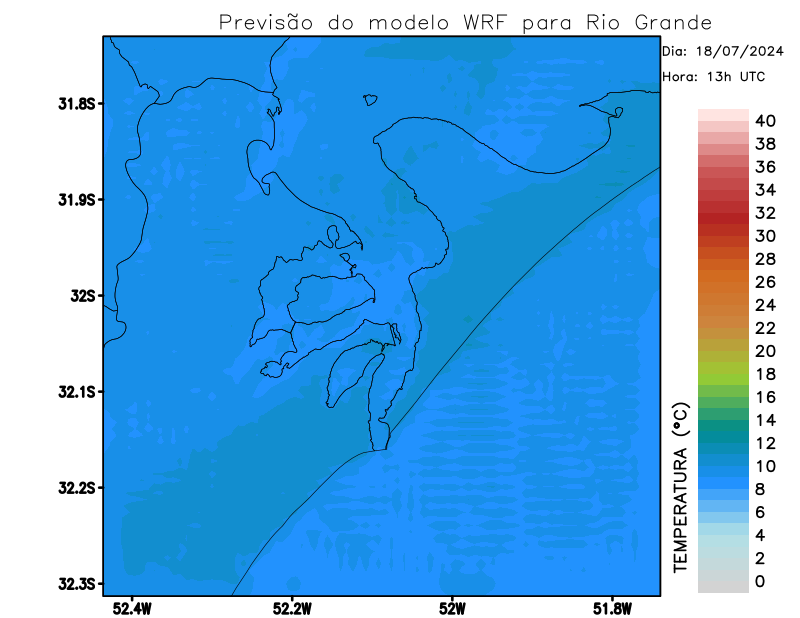 Previsão do modelo WRF para Rio Grande
Dia: 18/07/2024
Hora: 13h UTC
31.8S
31.9S
32S
32.1S
32.2S
32.3S
52.4W
52.2W
52W
51.8W
TEMPERATURA (°C)
40
38
36
34
32
30
28
26
24
22
20
18
16
14
12
10
8
6
4
2
0